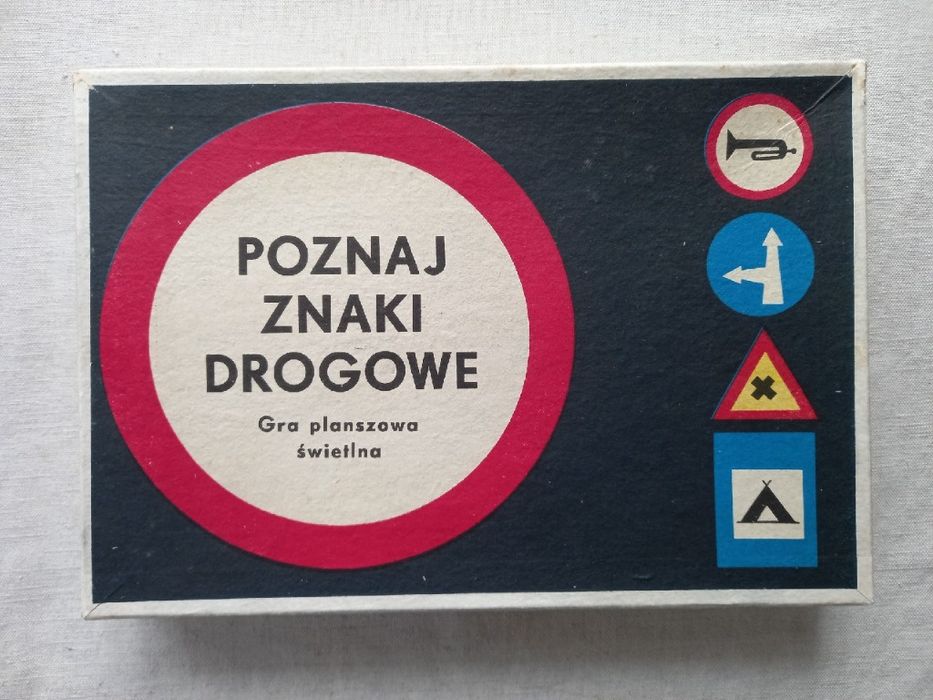 POZNAJ
ZNAKI
DROGOWE
Gra planszowa
świetlna